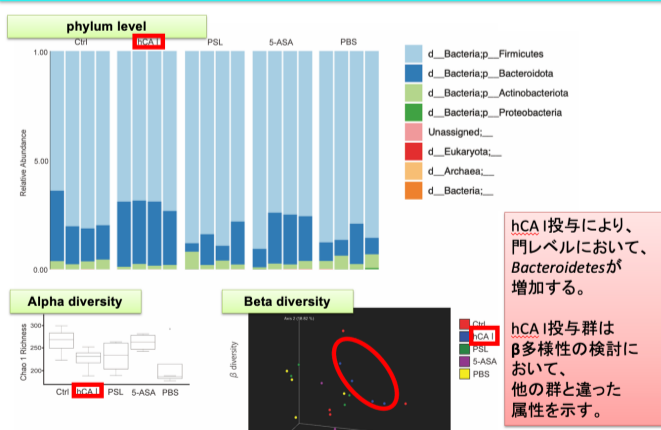 phylum level
Ctrl hCA I PSL 5-ASA PBS
1.00
5.00
0.00
Relative Abundance
d__Bacteria;p__Firmicutes
d__Bacteria;p__Bacteroidota
d__Bacteria;p__Actinobacteriota
d__Bacteria;p__Proteobacteria
Unassigned;__
d__Eukaryota;__
d__Archaea;__
d__Bacteria;__
hCA I投与により、
門レベルにおいて、
Bacteroidetesが
増加する。
hCA I投与群は
β多様性の検討に
おいて、
他の群と違った
属性を示す。
Alpha diversity
Chao 1 Richness
300
250
200
Ctrl hCA I PSL 5-ASA PBS
Beta diversity
β diversity
Ctrl
hCA I
PSL
5-ASA
PBS